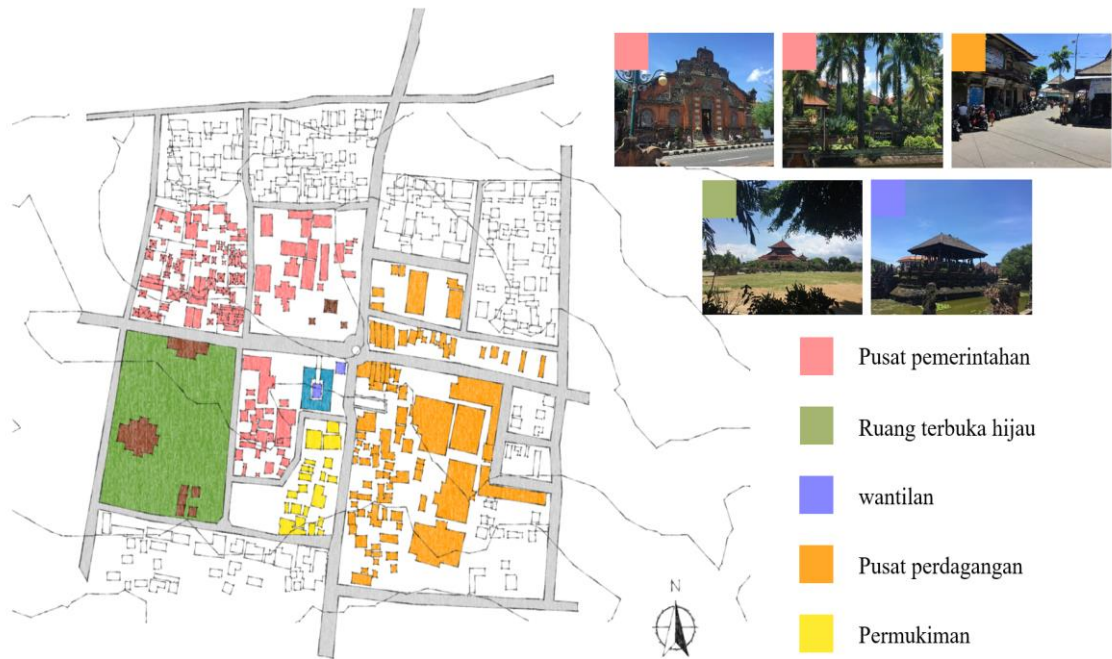 Pusat pemerintahan
Ruang terbuka hijau
wantilan
Pusat perdagangan
Permukiman
N